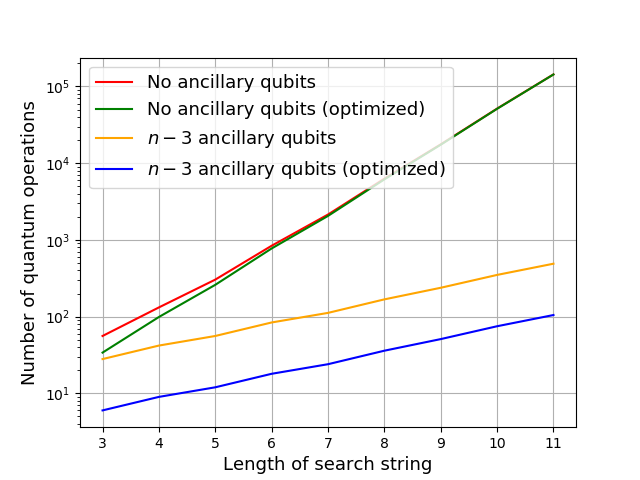 No ancillary qubits
No ancillary qubits (optimized)
n − 3 ancillary qubits
n − 3 ancillary qubits (optimized)
Number of quantum operations
10⁵
10⁴
10³
10²
10¹
3 4 5 6 7 8 9 10 11
Length of search string